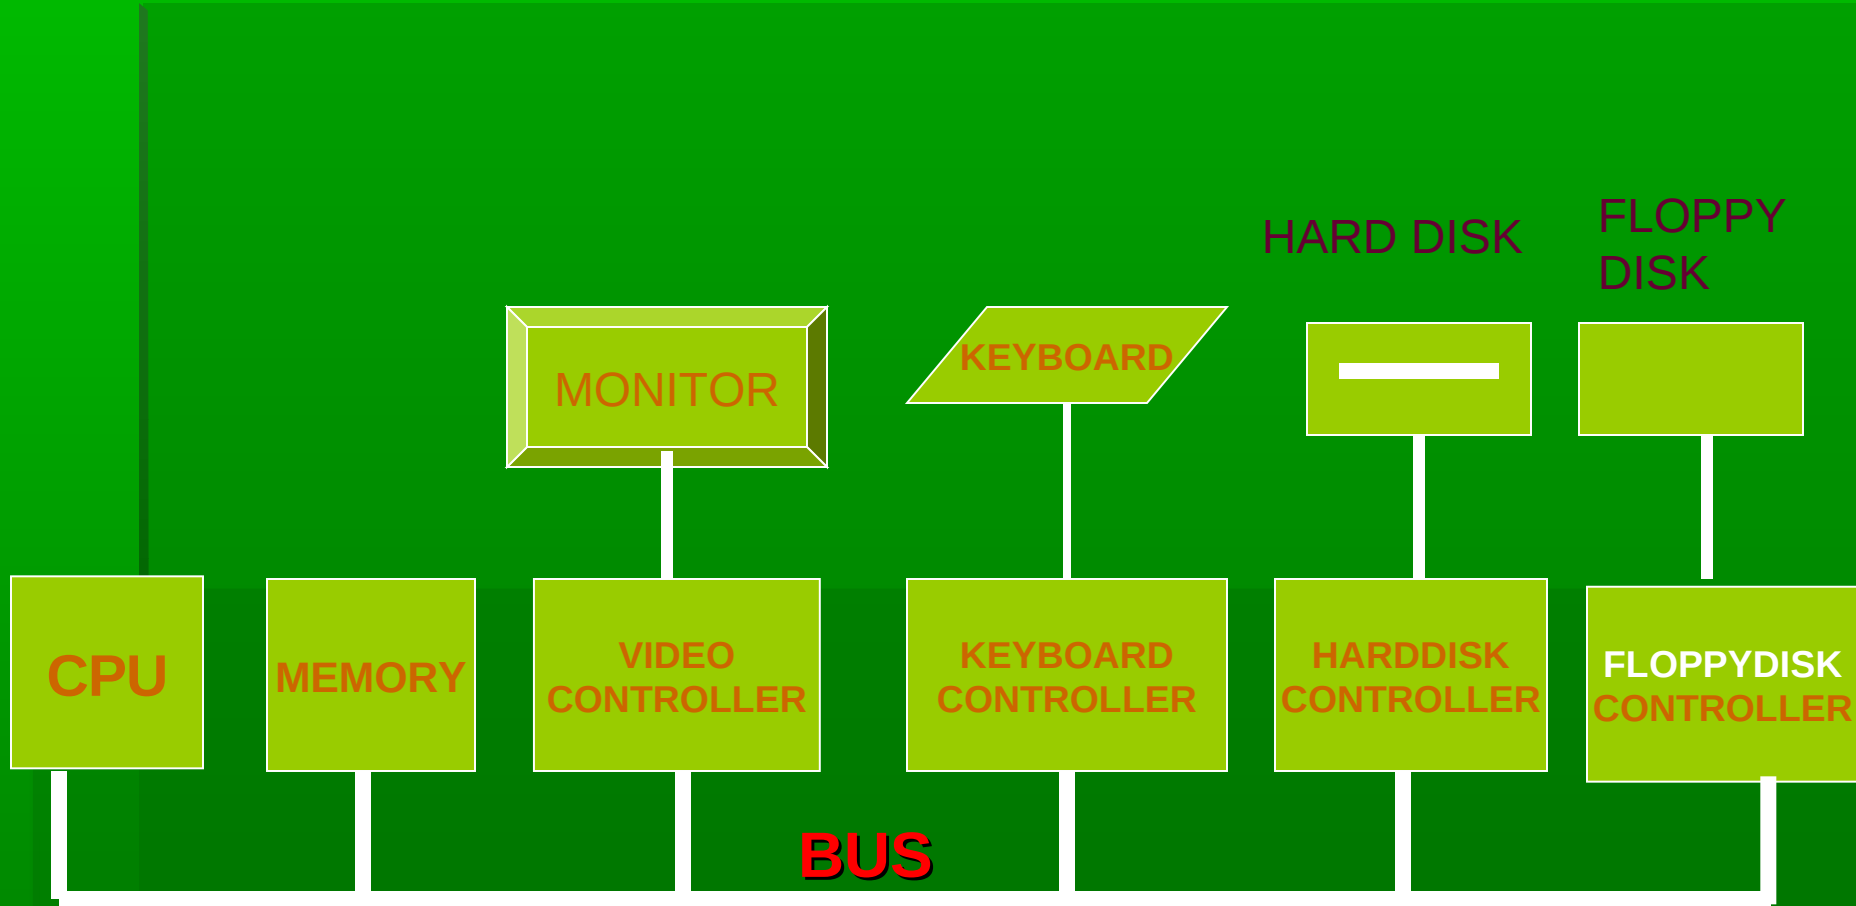 HARD DISK
FLOPPY
DISK
MONITOR
KEYBOARD
CPU
MEMORY
VIDEO
CONTROLLER
KEYBOARD
CONTROLLER
HARDDISK
CONTROLLER
FLOPPYDISK
CONTROLLER
BUS